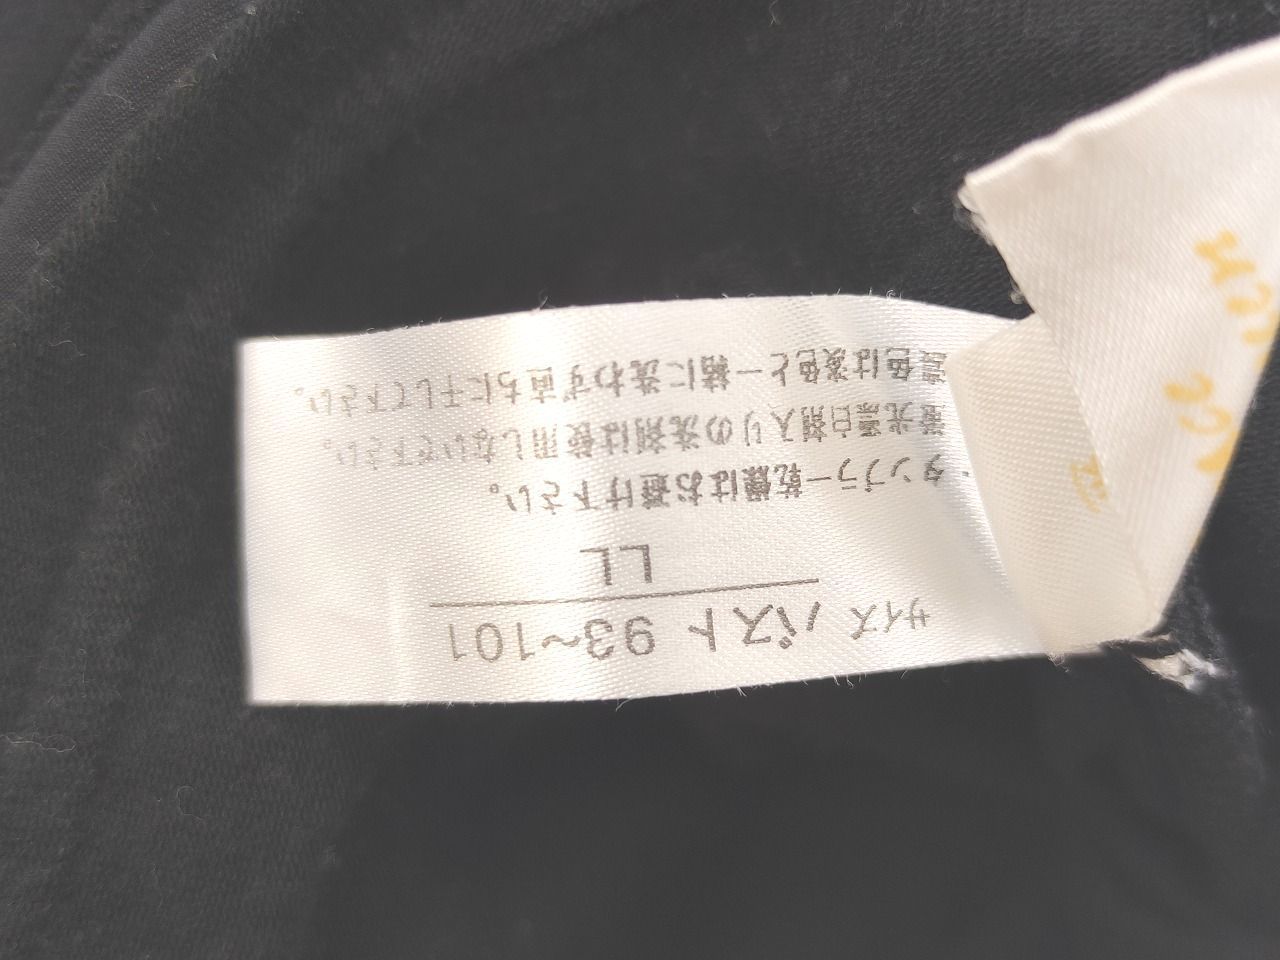 サイズ バスト 93~101
LL
・タンブラー乾燥はお避け下さい。
蛍光漂白剤入りの洗剤は使用しないで下さい。
濃色は淡色と一緒に洗わず直ちに干して下さい。